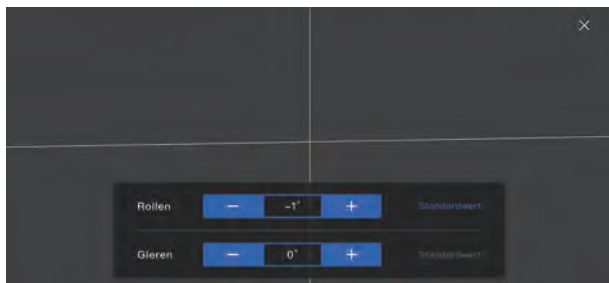 Rollen − -1° + Standardwert
Gieren − 0° + Standardwert